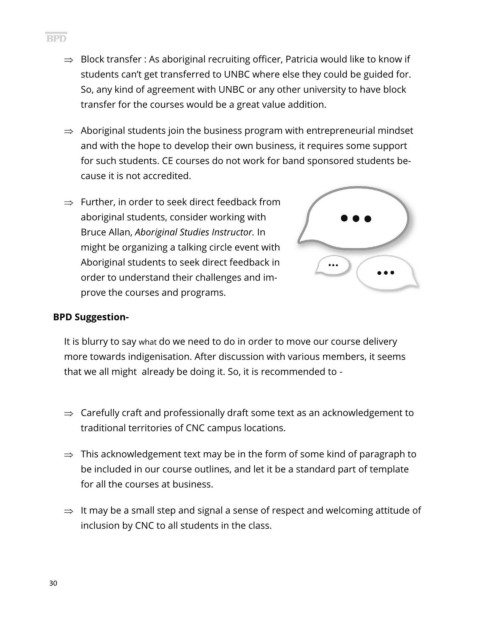 BPD
⇒ Block transfer : As aboriginal recruiting officer, Patricia would like to know if
students can't get transferred to UNBC where else they could be guided for.
So, any kind of agreement with UNBC or any other university to have block
transfer for the courses would be a great value addition.
⇒ Aboriginal students join the business program with entrepreneurial mindset
and with the hope to develop their own business, it requires some support
for such students. CE courses do not work for band sponsored students be-
cause it is not accredited.
⇒ Further, in order to seek direct feedback from
aboriginal students, consider working with
Bruce Allan, Aboriginal Studies Instructor. In
might be organizing a talking circle event with
Aboriginal students to seek direct feedback in
order to understand their challenges and im-
prove the courses and programs.
BPD Suggestion-
It is blurry to say what do we need to do in order to move our course delivery
more towards indigenisation. After discussion with various members, it seems
that we all might already be doing it. So, it is recommended to -
⇒ Carefully craft and professionally draft some text as an acknowledgement to
traditional territories of CNC campus locations.
⇒ This acknowledgement text may be in the form of some kind of paragraph to
be included in our course outlines, and let it be a standard part of template
for all the courses at business.
⇒ It may be a small step and signal a sense of respect and welcoming attitude of
inclusion by CNC to all students in the class.
30